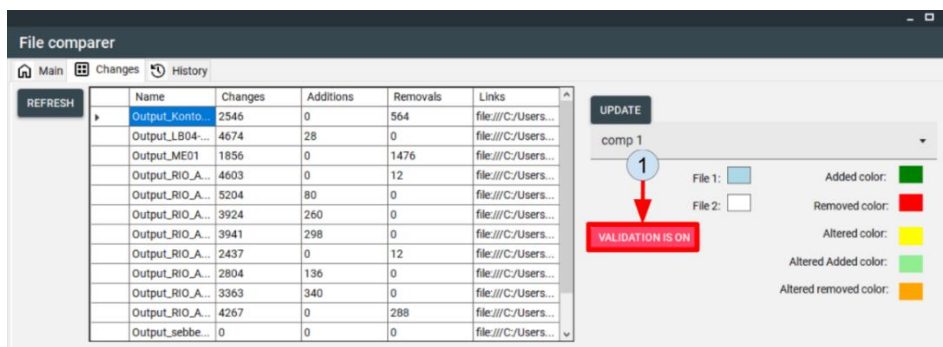 File comparer
Main Changes History
REFRESH
Name Changes Additions Removals Links
Output_Konto... 2546 0 564 file:///C:/Users...
Output_LB04-... 4674 28 0 file:///C:/Users...
Output_ME01 1856 0 1476 file:///C:/Users...
Output_RIO_A... 4603 0 12 file:///C:/Users...
Output_RIO_A... 5204 80 0 file:///C:/Users...
Output_RIO_A... 3924 260 0 file:///C:/Users...
Output_RIO_A... 3941 298 0 file:///C:/Users...
Output_RIO_A... 2437 0 12 file:///C:/Users...
Output_RIO_A... 2804 136 0 file:///C:/Users...
Output_RIO_A... 3363 340 0 file:///C:/Users...
Output_RIO_A... 4267 0 288 file:///C:/Users...
Output_sebbe... 0 0 0 file:///C:/Users...
UPDATE
comp 1
1
File 1: Added color:
File 2: Removed color:
VALIDATION IS ON Altered color:
Altered Added color:
Altered removed color: